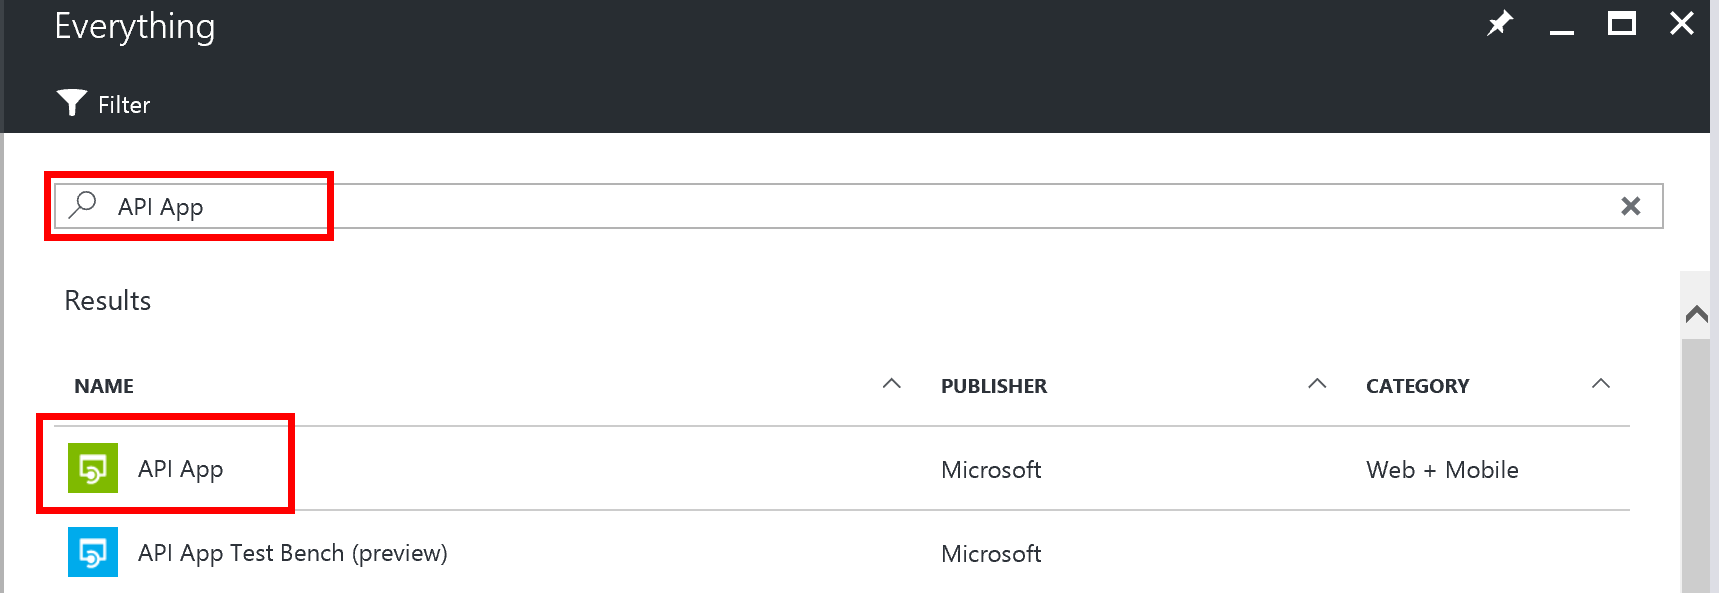 Everything
Filter
API App
Results
NAME PUBLISHER CATEGORY
API App Microsoft Web + Mobile
API App Test Bench (preview) Microsoft